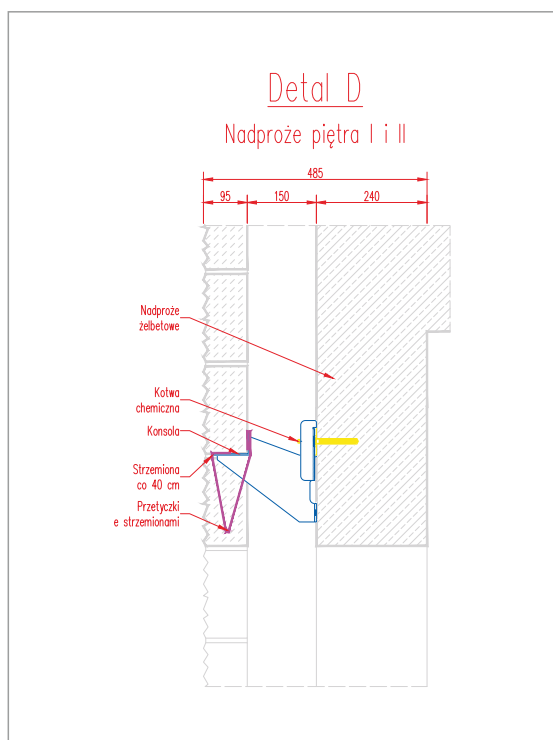 Detal D
Nadproże piętra I i II
485
95
150
240
Nadproże
żelbetowe
Kotwa
chemiczna
Konsola
Strzemiona
co 40 cm
Przetyczki
e strzemionami